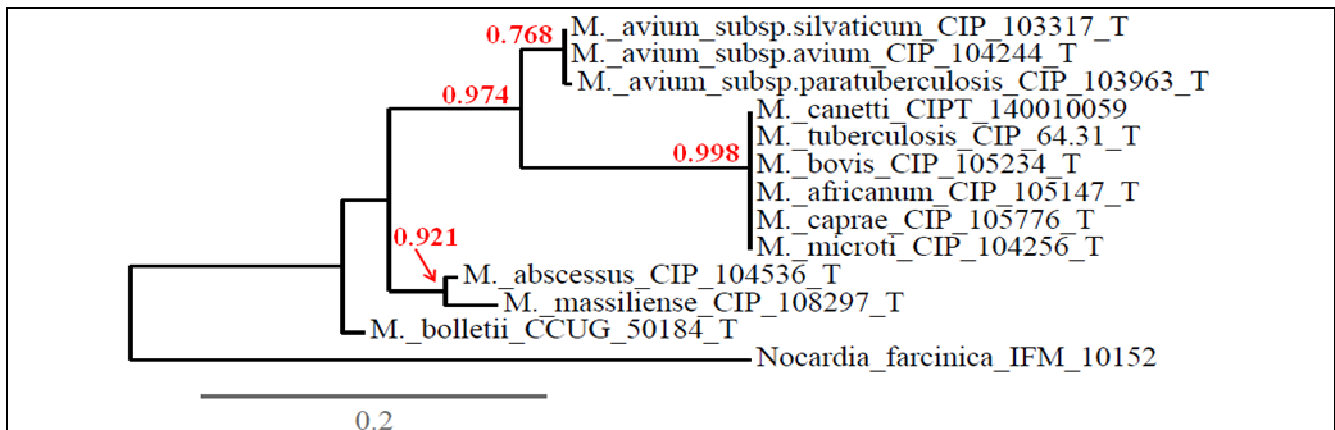 0.768
M._avium_subsp.silvaticum_CIP_103317_T
M._avium_subsp.avium_CIP_104244_T
M._avium_subsp.paratuberculosis_CIP_103963_T
0.974
M._canetti_CIPT_140010059
M._tuberculosis_CIP_64.31_T
0.998
M._bovis_CIP_105234_T
M._africanum_CIP_105147_T
M._caprae_CIP_105776_T
M._microti_CIP_104256_T
0.921
M._abscessus_CIP_104536_T
M._massiliense_CIP_108297_T
M._bolletii_CCUG_50184_T
Nocardia_farcinica_IFM_10152
0.2